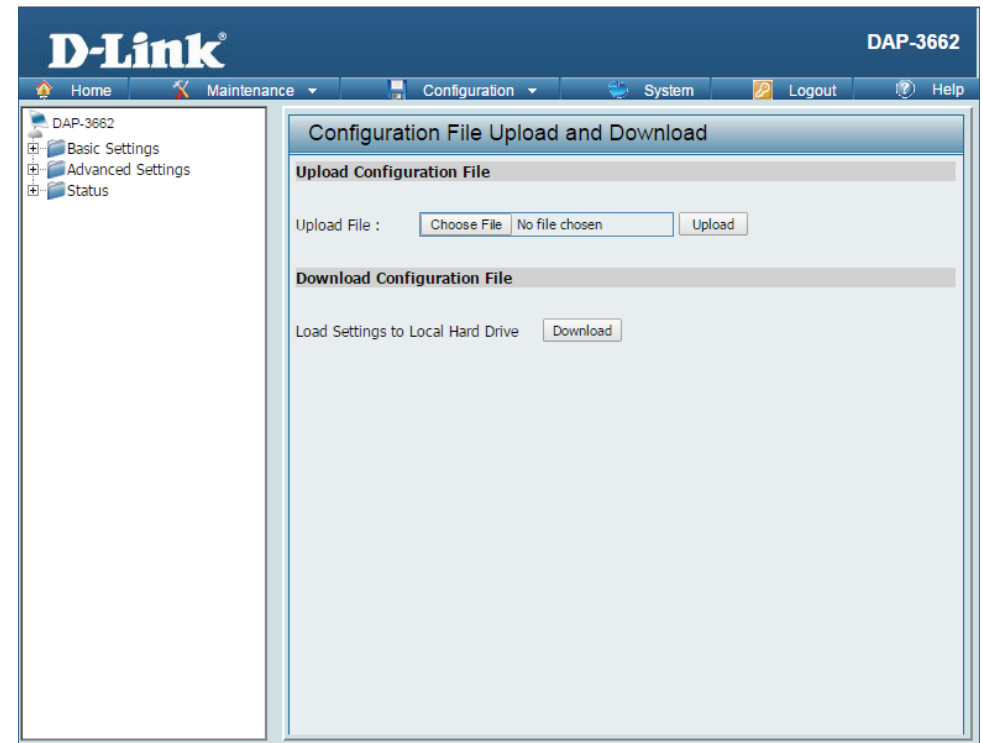 D-Link®
DAP-3662
Home Maintenance Configuration System Logout Help
DAP-3662
Basic Settings
Advanced Settings
Status
Configuration File Upload and Download
Upload Configuration File
Upload File : Choose File No file chosen Upload
Download Configuration File
Load Settings to Local Hard Drive Download